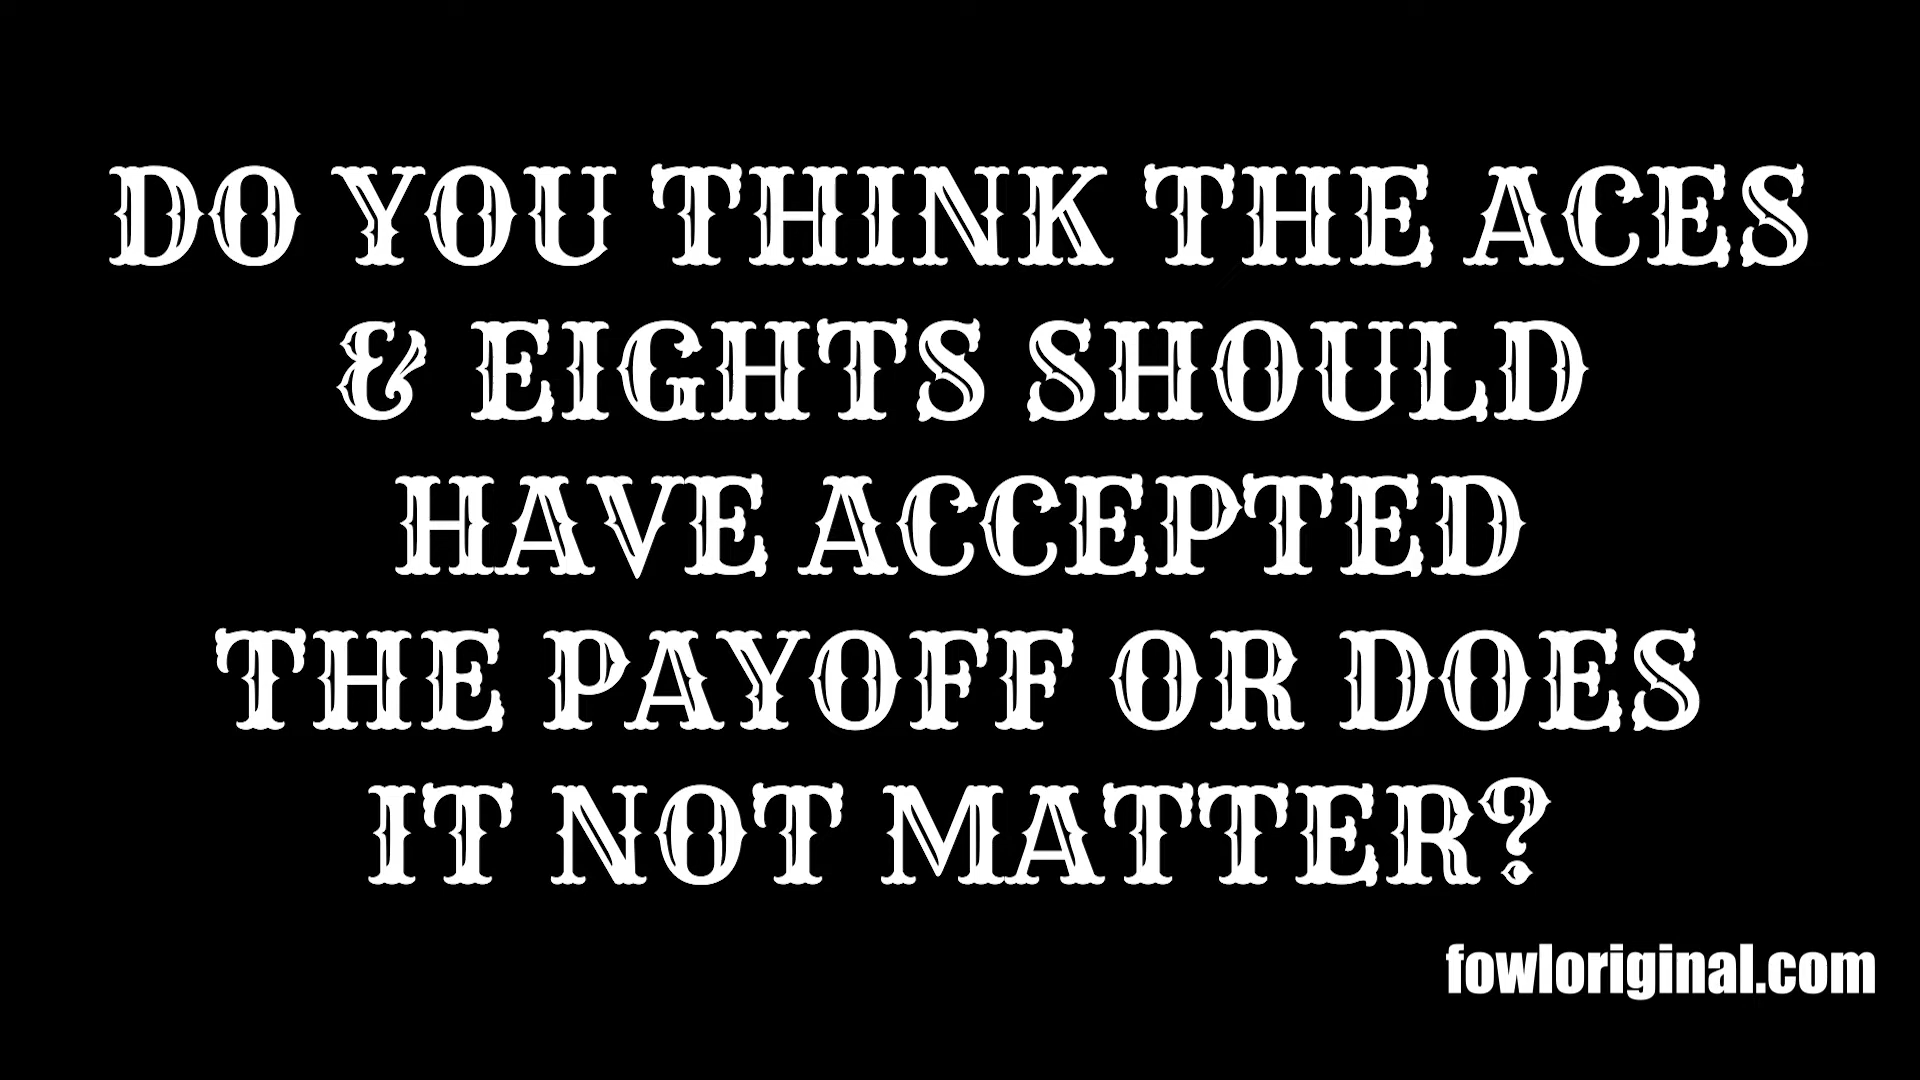 DO YOU THINK THE ACES
& EIGHTS SHOULD
HAVE ACCEPTED
THE PAYOFF OR DOES
IT NOT MATTER?
fowloriginal.com